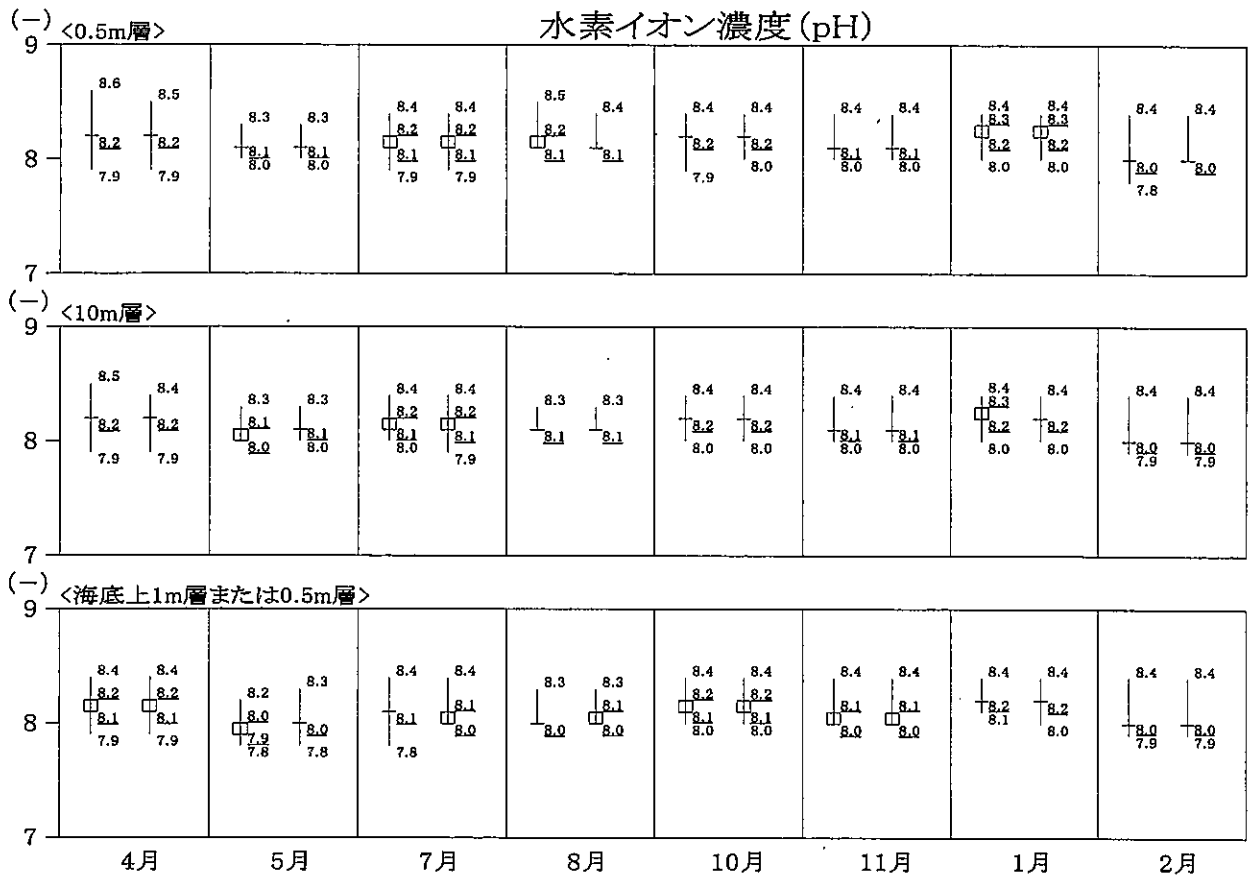 水素イオン濃度(pH)
(−) <0.5m層>
9
8.6 8.5 8.3 8.3 8.4 8.4 8.5 8.4 8.4 8.4 8.4 8.4 8.4 8.4 8.4 8.4
8.2 8.2 8.2 8.3 8.3
8
8.2 8.2 8.1 8.1 8.1 8.1 8.1 8.1 8.2 8.2 8.1 8.1 8.2 8.2 8.0 8.0
7.9 7.9 8.0 8.0 7.9 7.9 7.9 8.0 8.0 8.0 8.0 8.0 7.8
7
(−) <10m層>
9
8.5 8.4 8.3 8.3 8.4 8.4 8.3 8.3 8.4 8.4 8.4 8.4 8.4 8.4 8.4 8.4
8.1 8.2 8.2 8.3
8
8.2 8.2 8.0 8.1 8.1 8.1 8.1 8.1 8.2 8.2 8.1 8.1 8.2 8.2 8.0 8.0
7.9 7.9 8.0 8.0 7.9 8.0 8.0 8.0 8.0 8.0 8.0 7.9 7.9
7
(−) <海底上1m層または0.5m層>
9
8.4 8.4 8.2 8.3 8.4 8.4 8.3 8.3 8.4 8.4 8.4 8.4 8.4 8.4 8.4 8.4
8.2 8.2 8.0 8.1 8.1 8.2 8.2 8.1 8.1
8
8.1 8.1 7.9 8.0 8.1 8.0 8.0 8.0 8.1 8.1 8.0 8.0 8.2 8.2 8.0 8.0
7.9 7.9 7.8 7.8 7.8 8.0 8.0 8.1 8.0 7.9 7.9
7
4月 5月 7月 8月 10月 11月 1月 2月